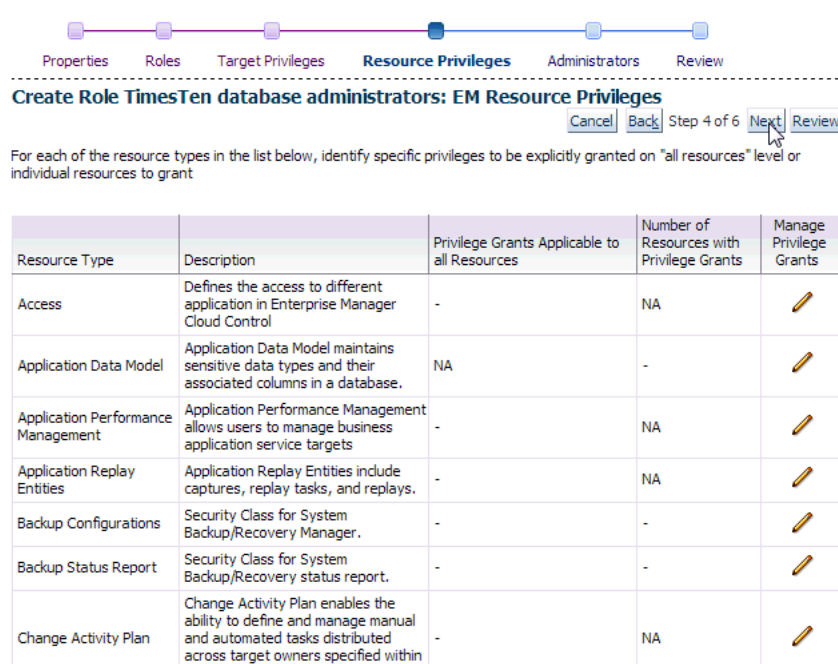 Properties Roles Target Privileges Resource Privileges Administrators Review
Create Role TimesTen database administrators: EM Resource Privileges
Cancel Back Step 4 of 6 Next Review
For each of the resource types in the list below, identify specific privileges to be explicitly granted on "all resources" level or
individual resources to grant
Resource Type
Description
Privilege Grants Applicable to
all Resources
Number of
Resources with
Privilege Grants
Manage
Privilege
Grants
Access
Defines the access to different
application in Enterprise Manager
Cloud Control
-
NA
Application Data Model
Application Data Model maintains
sensitive data types and their
associated columns in a database.
NA
-
Application Performance
Management
Application Performance Management
allows users to manage business
application service targets
-
NA
Application Replay
Entities
Application Replay Entities include
captures, replay tasks, and replays.
-
NA
Backup Configurations
Security Class for System
Backup/Recovery Manager.
-
-
Backup Status Report
Security Class for System
Backup/Recovery status report.
-
-
Change Activity Plan
Change Activity Plan enables the
ability to define and manage manual
and automated tasks distributed
across target owners specified within
-
NA